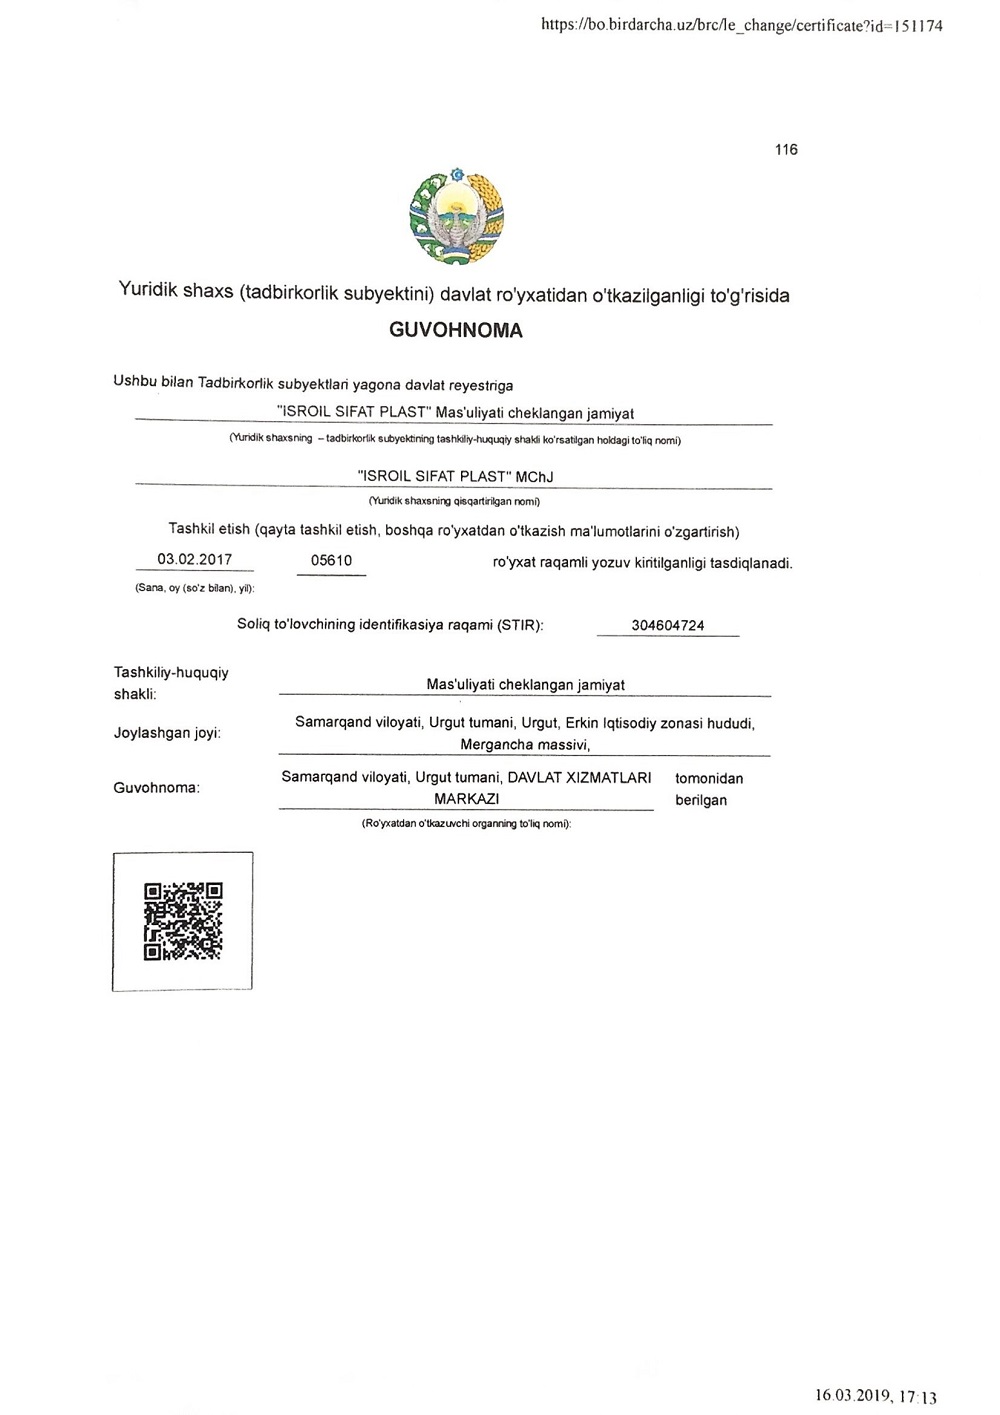 https://bo.birdarcha.uz/brc/le_change/certificate?id=151174
116
Yuridik shaxs (tadbirkorlik subyektini) davlat ro'yxatidan o'tkazilganligi to'g'risida
GUVOHNOMA
Ushbu bilan Tadbirkorlik subyektlari yagona davlat reyestriga
"ISROIL SIFAT PLAST" Mas'uliyati cheklangan jamiyat
(Yuridik shaxsning – tadbirkorlik subyektining tashkiliy-huquqiy shakli ko'rsatilgan holdagi to'liq nomi)
"ISROIL SIFAT PLAST" MChJ
(Yuridik shaxsning qisqartirilgan nomi)
Tashkil etish (qayta tashkil etish, boshqa ro'yxatdan o'tkazish ma'lumotlarini o'zgartirish)
03.02.2017 05610 ro'yxat raqamli yozuv kiritilganligi tasdiqlanadi.
(Sana, oy (so'z bilan), yil):
Soliq to'lovchining identifikasiya raqami (STIR): 304604724
Tashkiliy-huquqiy
shakli:
Mas'uliyati cheklangan jamiyat
Joylashgan joyi:
Samarqand viloyati, Urgut tumani, Urgut, Erkin Iqtisodiy zonasi hududi,
Mergancha massivi,
Guvohnoma:
Samarqand viloyati, Urgut tumani, DAVLAT XIZMATLARI
MARKAZI
tomonidan
berilgan
(Ro'yxatdan o'tkazuvchi organning to'liq nomi):
16.03.2019, 17:13